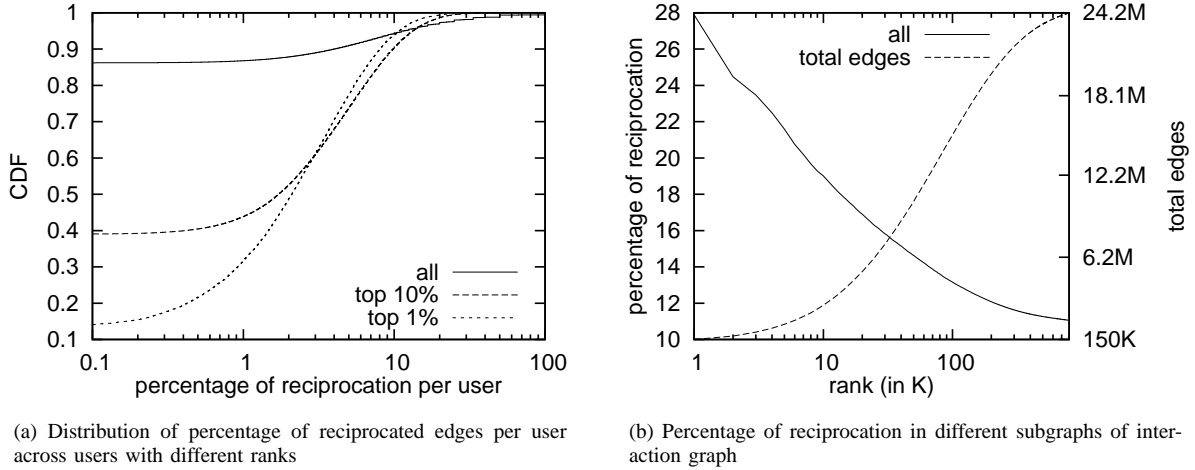 1
0.9
0.8
0.7
0.6
0.5
0.4
0.3
0.2
0.1
CDF
all
top 10%
top 1%
0.1 1 10 100
percentage of reciprocation per user
(a) Distribution of percentage of reciprocated edges per user
across users with different ranks
28
26
24
22
20
18
16
14
12
10
percentage of reciprocation
all
total edges
24.2M
18.1M
12.2M
6.2M
150K
total edges
1 10 100
rank (in K)
(b) Percentage of reciprocation in different subgraphs of inter-
action graph